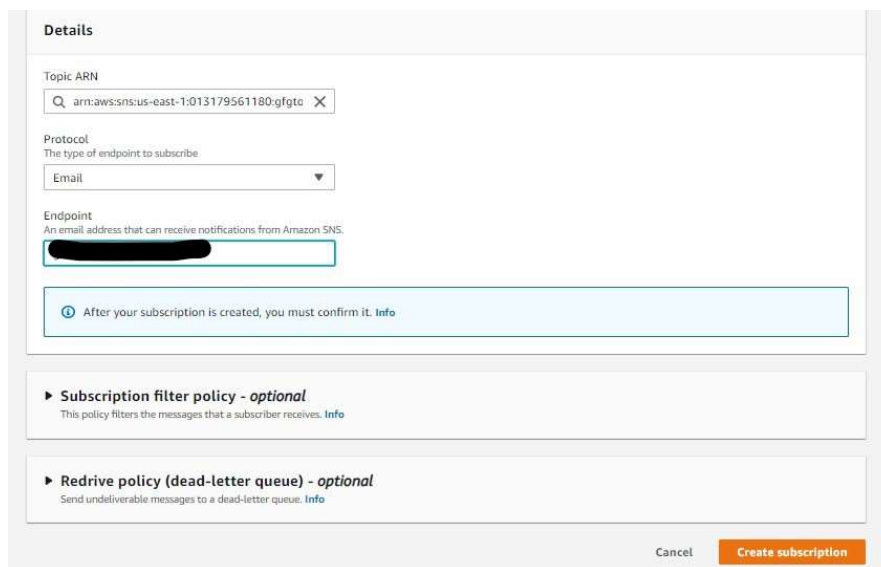 Details
Topic ARN
arn:aws:sns:us-east-1:013179561180:gfgto
Protocol
The type of endpoint to subscribe
Email
Endpoint
An email address that can receive notifications from Amazon SNS.
After your subscription is created, you must confirm it. Info
Subscription filter policy - optional
This policy filters the messages that a subscriber receives. Info
Redrive policy (dead-letter queue) - optional
Send undeliverable messages to a dead-letter queue. Info
Cancel Create subscription